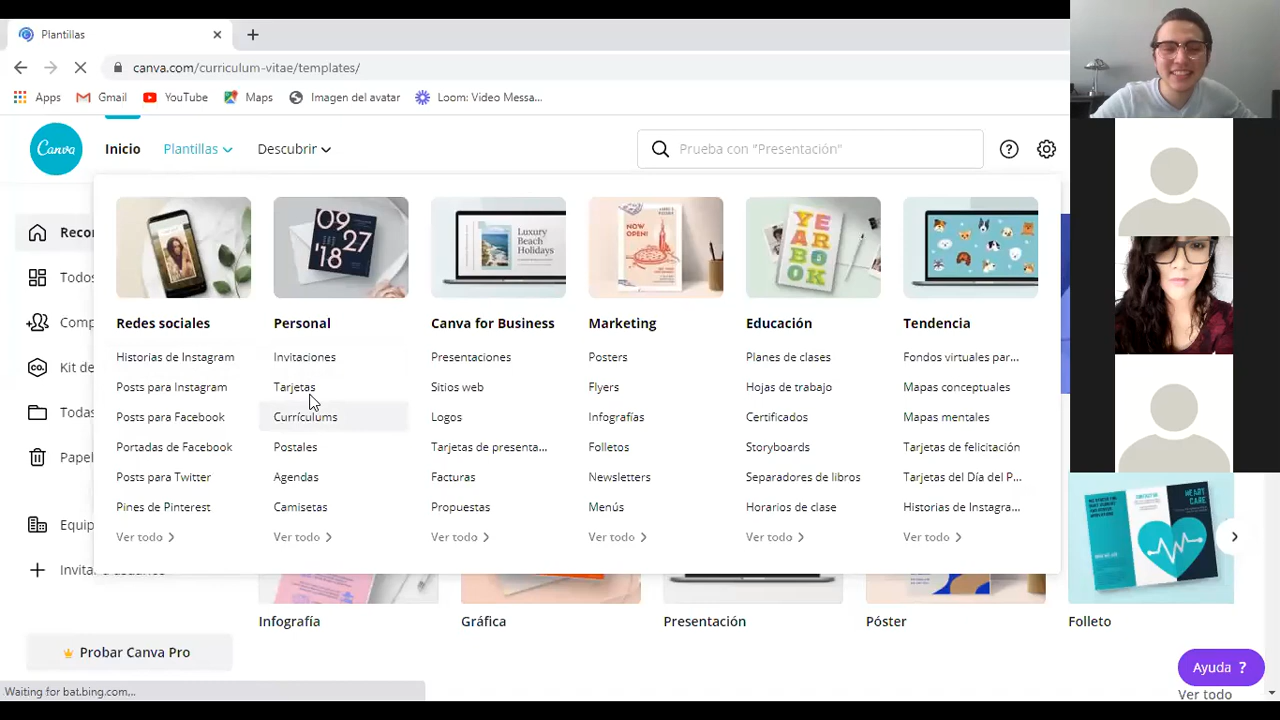 Plantillas
canva.com/curriculum-vitae/templates/
Apps Gmail YouTube Maps Imagen del avatar Loom: Video Messa...
Canva Inicio Plantillas Descubrir Prueba con "Presentación"
09
27
'18
Luxury
Beach
Holidays
NOW
OPEN!
YE
AR
BO
OK
Recor
Todos
Comp
Kit de
Todas
Papel
Equip
Invitar a usuarios
Redes sociales
Historias de Instagram
Posts para Instagram
Posts para Facebook
Portadas de Facebook
Posts para Twitter
Pines de Pinterest
Ver todo
Personal
Invitaciones
Tarjetas
Currículums
Postales
Agendas
Camisetas
Ver todo
Canva for Business
Presentaciones
Sitios web
Logos
Tarjetas de presenta...
Facturas
Propuestas
Ver todo
Marketing
Posters
Flyers
Infografías
Folletos
Newsletters
Menús
Ver todo
Educación
Planes de clases
Hojas de trabajo
Certificados
Storyboards
Separadores de libros
Horarios de clase
Ver todo
Tendencia
Fondos virtuales par...
Mapas conceptuales
Mapas mentales
Tarjetas de felicitación
Tarjetas del Día del P...
Historias de Instagra...
Ver todo
HEART
CARE
Infografía Gráfica Presentación Póster Folleto
Probar Canva Pro
Ayuda ?
Ver todo
Waiting for bat.bing.com...